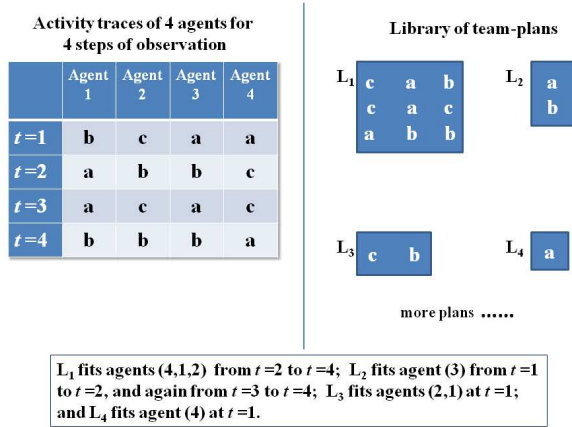 Activity traces of 4 agents for
4 steps of observation
Agent 1 Agent 2 Agent 3 Agent 4
t=1 b c a a
t=2 a b b c
t=3 a c a c
t=4 b b b a
Library of team-plans
L1
c a b
c a c
a b b
L2
a
b
L3
c b
L4
a
more plans ……
L1 fits agents (4,1,2) from t=2 to t=4; L2 fits agent (3) from t=1
to t=2, and again from t=3 to t=4; L3 fits agents (2,1) at t=1;
and L4 fits agent (4) at t=1.